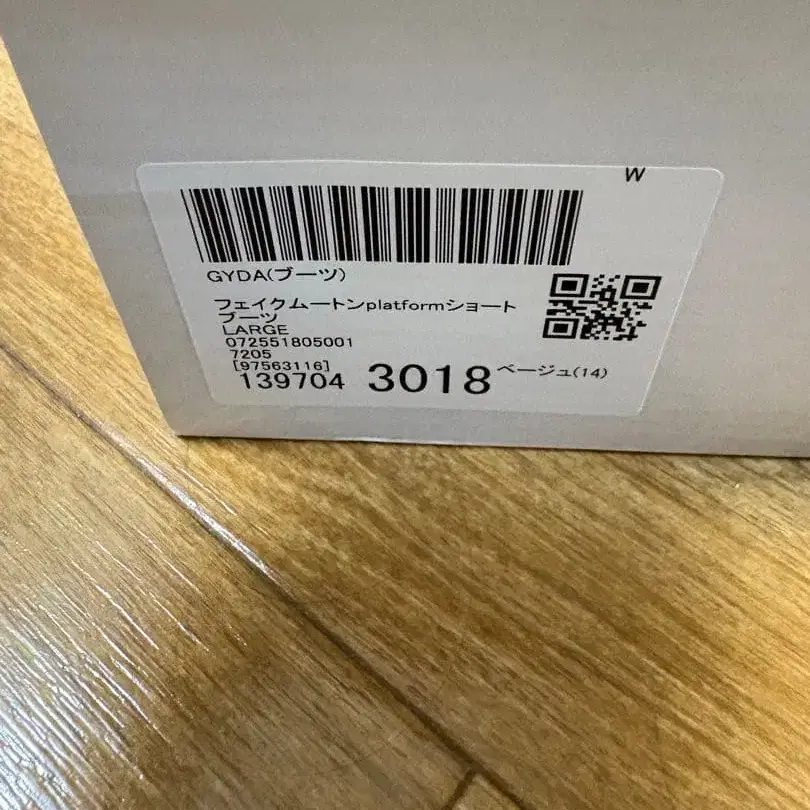 W
GYDA(ブーツ)
フェイクムートンplatformショート
ブーツ
LARGE
072551805001
7205
[97563116]
139704 3018 ベージュ(14)